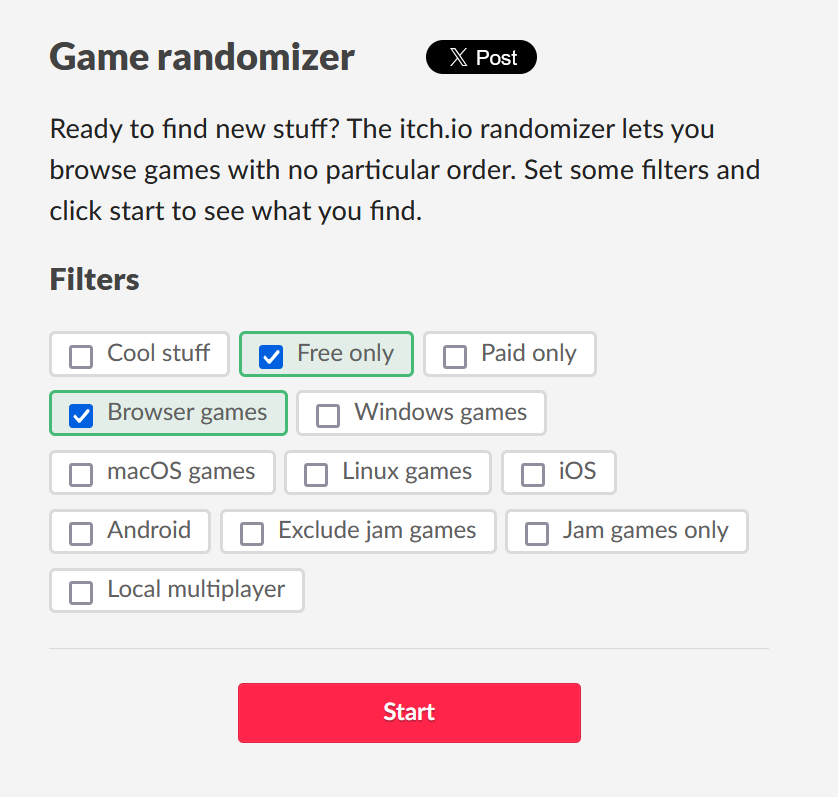 Game randomizer
X Post
Ready to find new stuff? The itch.io randomizer lets you
browse games with no particular order. Set some filters and
click start to see what you find.
Filters
Cool stuff Free only Paid only
Browser games Windows games
macOS games Linux games iOS
Android Exclude jam games Jam games only
Local multiplayer
Start